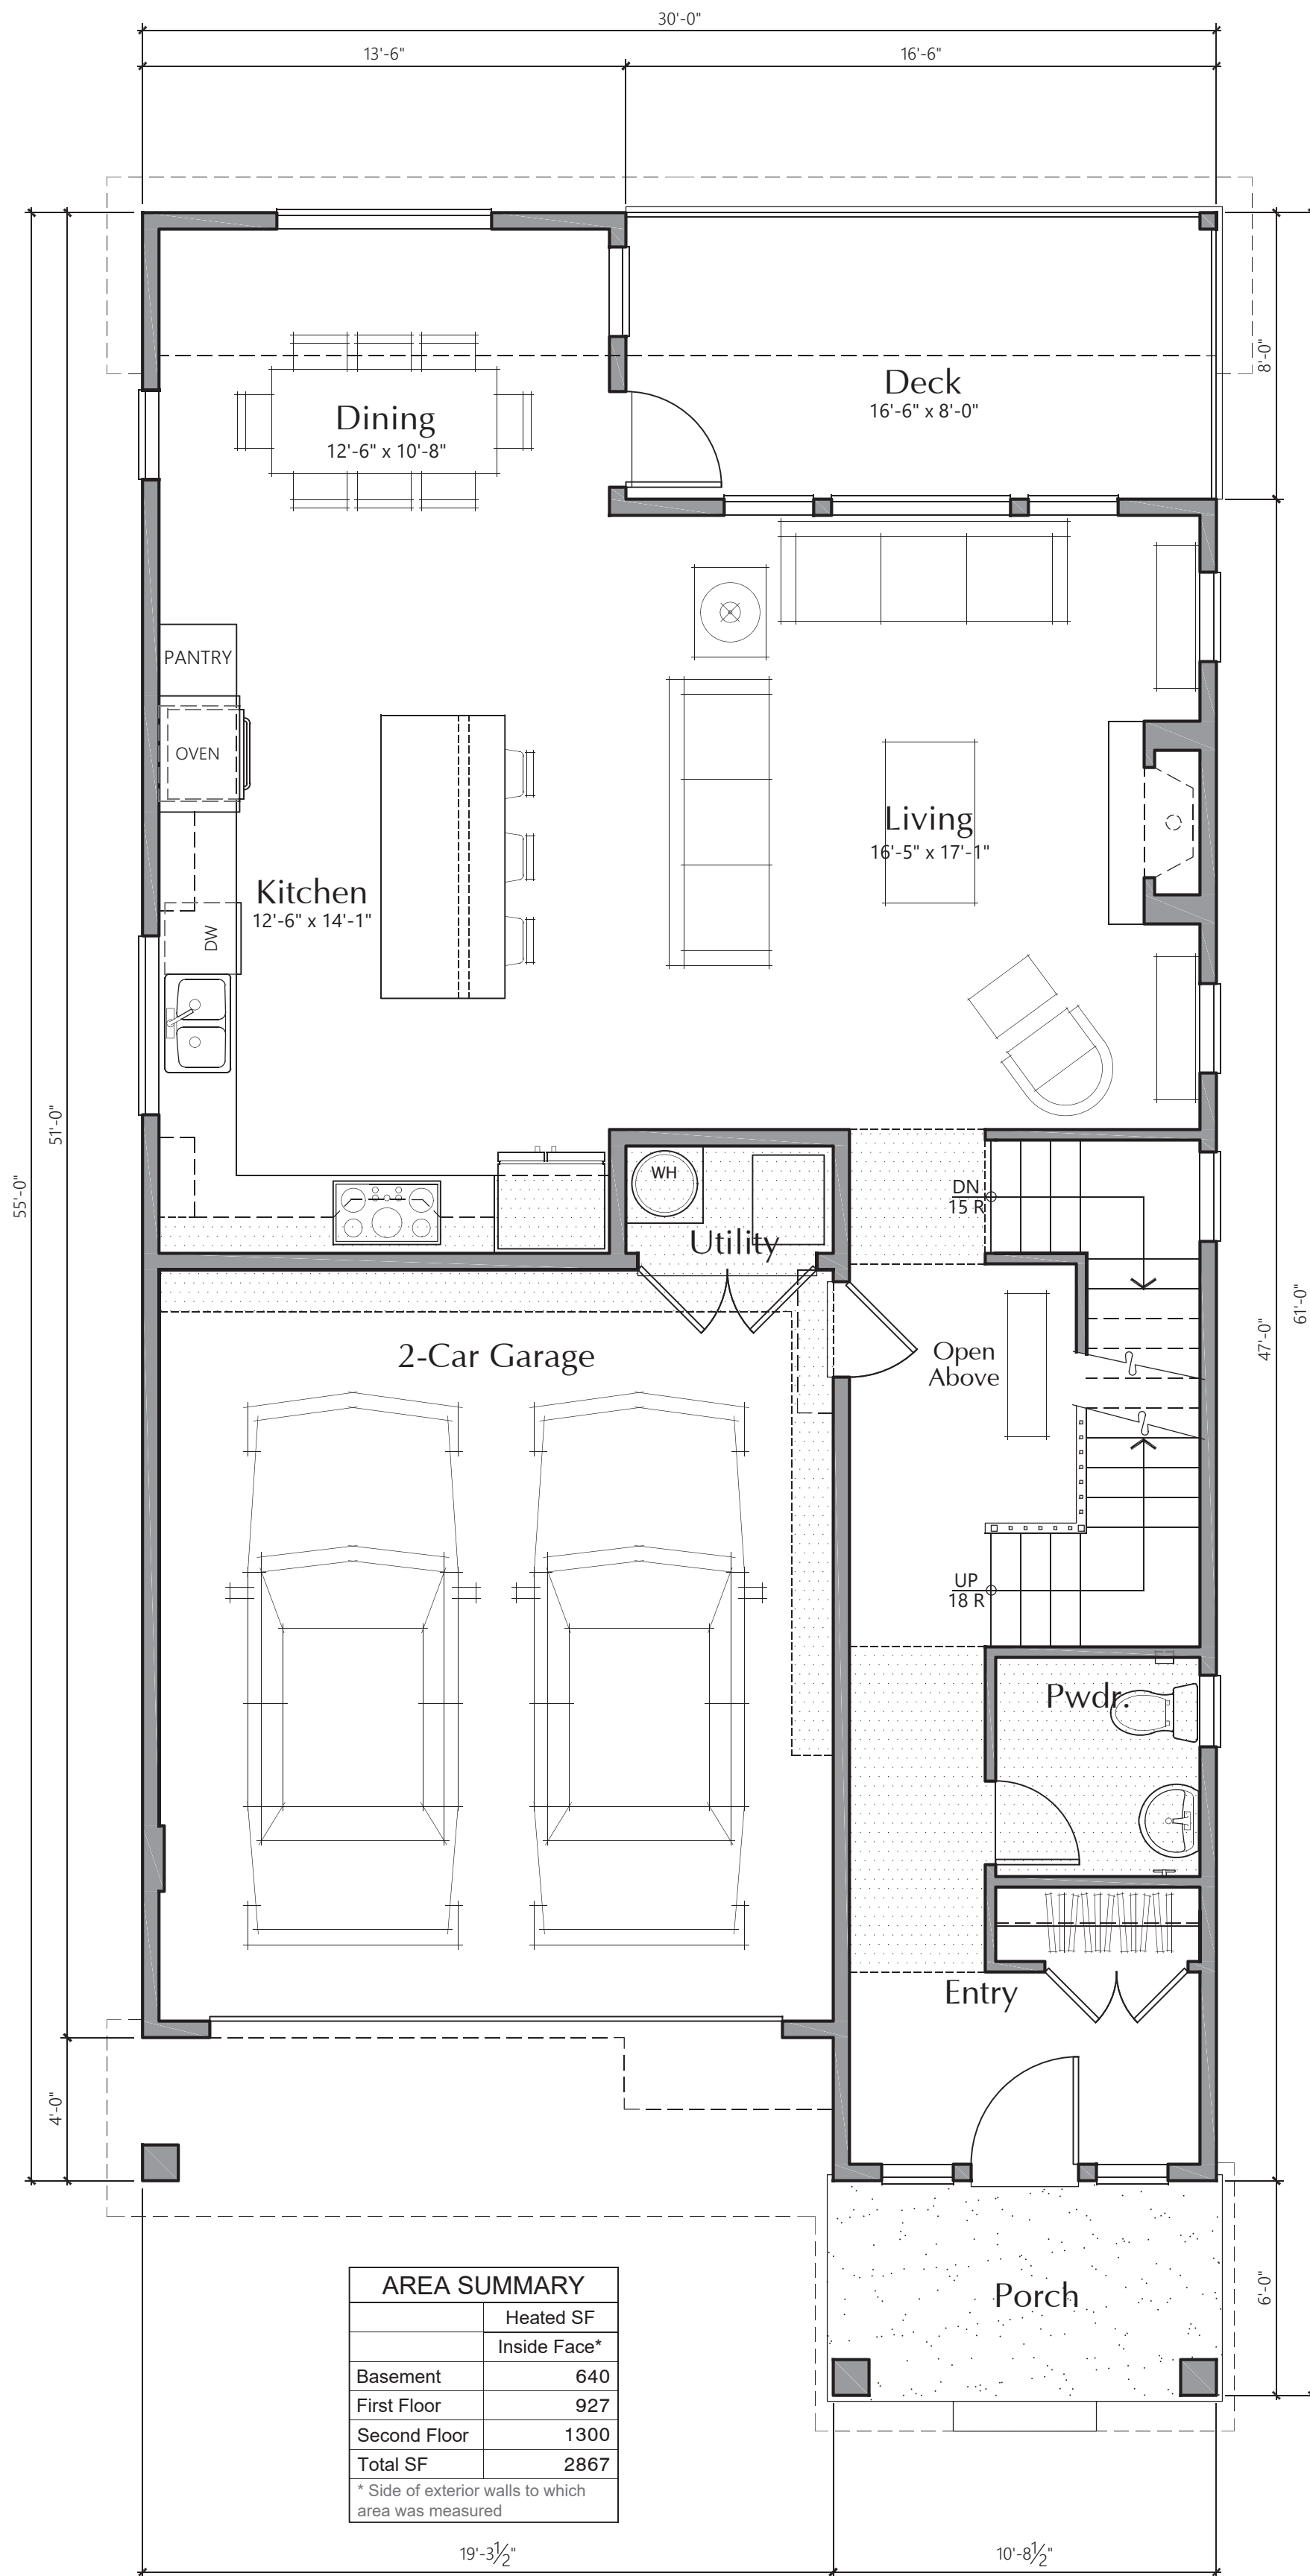 30'-0"
13'-6"
16'-6"
8'-0"
Deck
16'-6" x 8'-0"
Dining
12'-6" x 10'-8"
PANTRY
OVEN
Living
16'-5" x 17'-1"
Kitchen
12'-6" x 14'-1"
DW
51'-0"
55'-0"
WH
DN
15 R
Utility
61'-0"
47'-0"
2-Car Garage
Open
Above
UP
18 R
Pwdr.
Entry
4'-0"
6'-0"
Porch
AREA SUMMARY
Heated SF
Inside Face*
Basement 640
First Floor 927
Second Floor 1300
Total SF 2867
* Side of exterior walls to which
area was measured
19'-3½"
10'-8½"